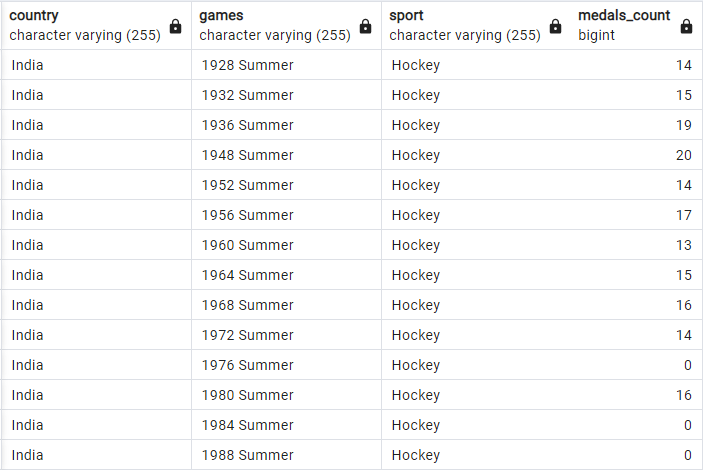 country games sport medals_count
character varying (255) character varying (255) character varying (255) bigint
India 1928 Summer Hockey 14
India 1932 Summer Hockey 15
India 1936 Summer Hockey 19
India 1948 Summer Hockey 20
India 1952 Summer Hockey 14
India 1956 Summer Hockey 17
India 1960 Summer Hockey 13
India 1964 Summer Hockey 15
India 1968 Summer Hockey 16
India 1972 Summer Hockey 14
India 1976 Summer Hockey 0
India 1980 Summer Hockey 16
India 1984 Summer Hockey 0
India 1988 Summer Hockey 0